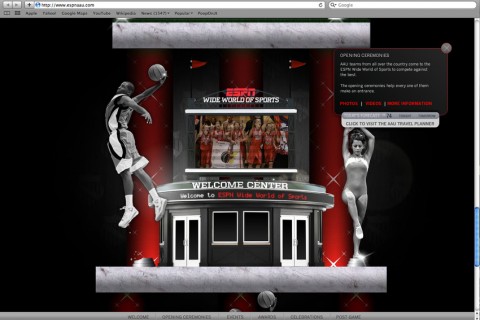 http://www.espnaau.com
Google
Apple Yahoo! Google Maps YouTube Wikipedia News Popular
OPENING CEREMONIES
AAU teams from all over the country come to the
ESPN Wide World of Sports to compete against
the best.
The opening ceremonies help every one of them
make an entrance.
PHOTOS | VIDEOS | MORE INFORMATION
CLICK TO VISIT THE AAU TRAVEL PLANNER
ESPN
WIDE WORLD OF SPORTS
WELCOME CENTER
Welcome to ESPN Wide World of Sports
WELCOME OPENING CEREMONIES EVENTS AWARDS CELEBRATIONS POST GAME